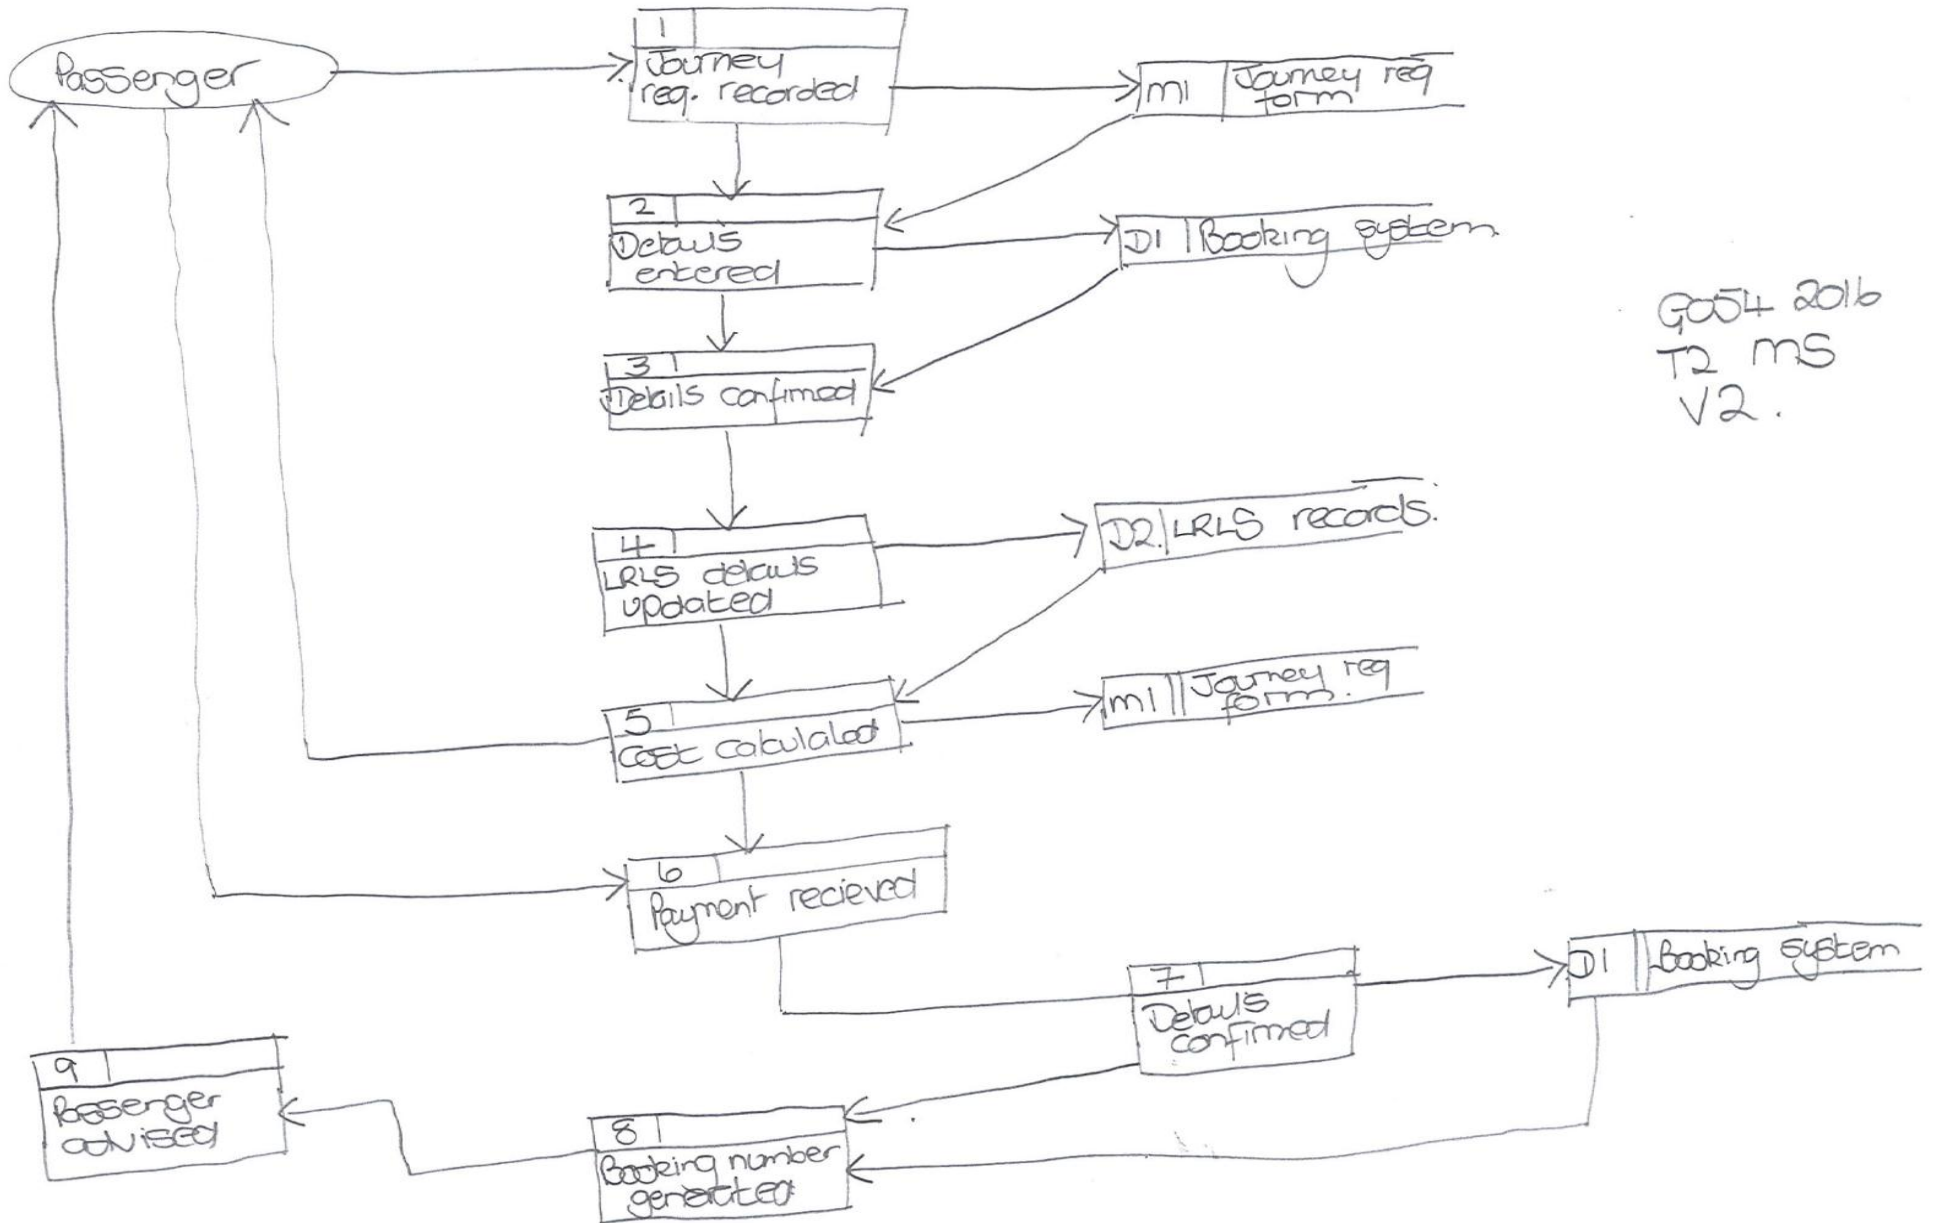 Passenger
1
Journey
req. recorded
m1 Journey req
form
2
Details
entered
D1 Booking system
G054 2016
T2 MS
V2.
3
Details confirmed
4
LRLS details
updated
D2. LRLS records.
5
Cost calculated
m1 Journey req
form.
6
Payment recieved
7
Details
confirmed
D1 Booking system
8
Booking number
generated
9
Passenger
advised